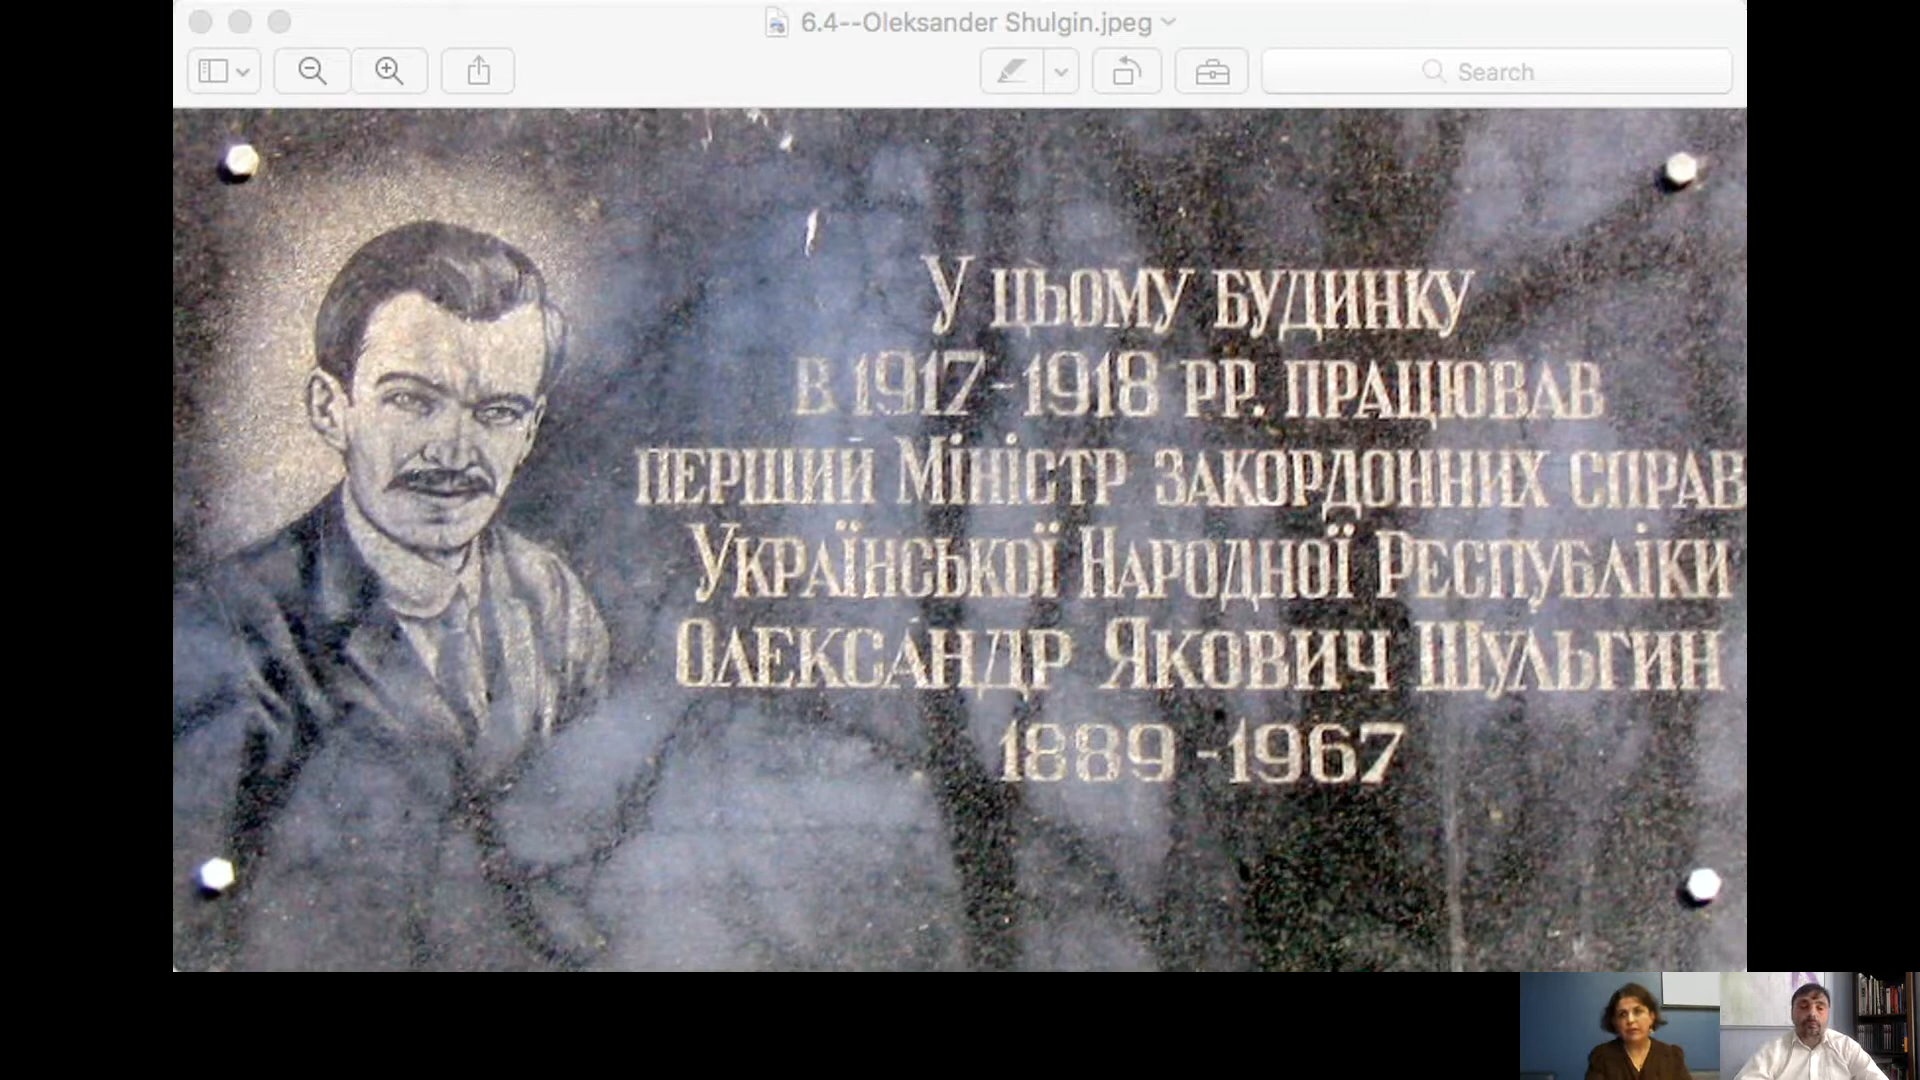 6.4--Oleksander Shulgin.jpeg
Search
У ЦЬОМУ БУДИНКУ
В 1917-1918 РР. ПРАЦЮВАВ
ПЕРШИЙ МІНІСТР ЗАКОРДОННИХ СПРАВ
УКРАЇНСЬКОЇ НАРОДНОЇ РЕСПУБЛІКИ
ОЛЕКСАНДР ЯКОВИЧ ШУЛЬГИН
1889-1967